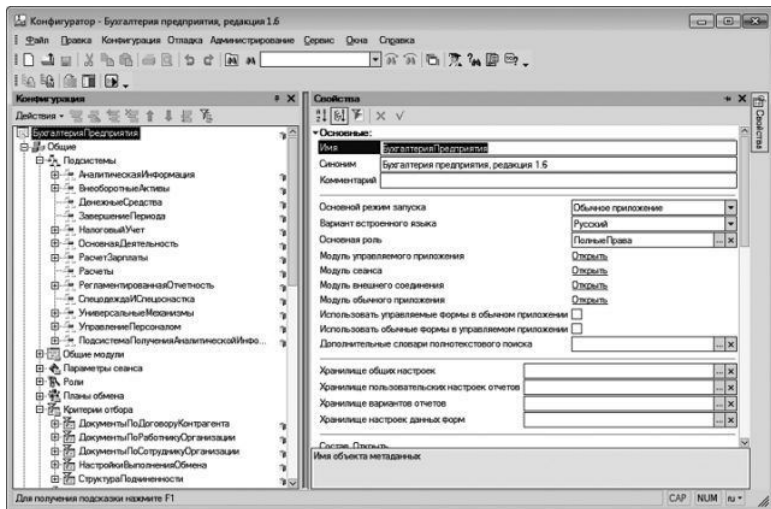 Конфигуратор - Бухгалтерия предприятия, редакция 1.6
Файл Правка Конфигурация Отладка Администрирование Сервис Окна Справка
Конфигурация
Действия
БухгалтерияПредприятия
Общие
Подсистемы
АналитическаяИнформация
ВнеоборотныеАктивы
ДенежныеСредства
ЗавершениеПериода
НалоговыйУчет
ОсновнаяДеятельность
РасчетЗарплаты
Расчеты
РегламентированнаяОтчетность
СпецодеждаИСпецоснастка
УниверсальныеМеханизмы
УправлениеПерсоналом
ПодсистемаПолученияАналитическойИнфо...
Общие модули
Параметры сеанса
Роли
Планы обмена
Критерии отбора
ДокументыПоДоговоруКонтрагента
ДокументыПоРаботникуОрганизации
ДокументыПоСотрудникуОрганизации
НастройкиВыполненияОбмена
СтруктураПодчиненности
Свойства
Основные:
Имя БухгалтерияПредприятия
Синоним Бухгалтерия предприятия, редакция 1.6
Комментарий
Основной режим запуска Обычное приложение
Вариант встроенного языка Русский
Основная роль ПолныеПрава ... x
Модуль управляемого приложения Открыть
Модуль сеанса Открыть
Модуль внешнего соединения Открыть
Модуль обычного приложения Открыть
Использовать управляемые формы в обычном приложении
Использовать обычные формы в управляемом приложении
Дополнительные словари полнотекстового поиска ... x
Хранилище общих настроек ... x
Хранилище пользовательских настроек отчетов ... x
Хранилище вариантов отчетов ... x
Хранилище настроек данных форм ... x
Состав Открыть
Имя объекта метаданных
Свойства
Для получения подсказки нажмите F1 CAP NUM ru